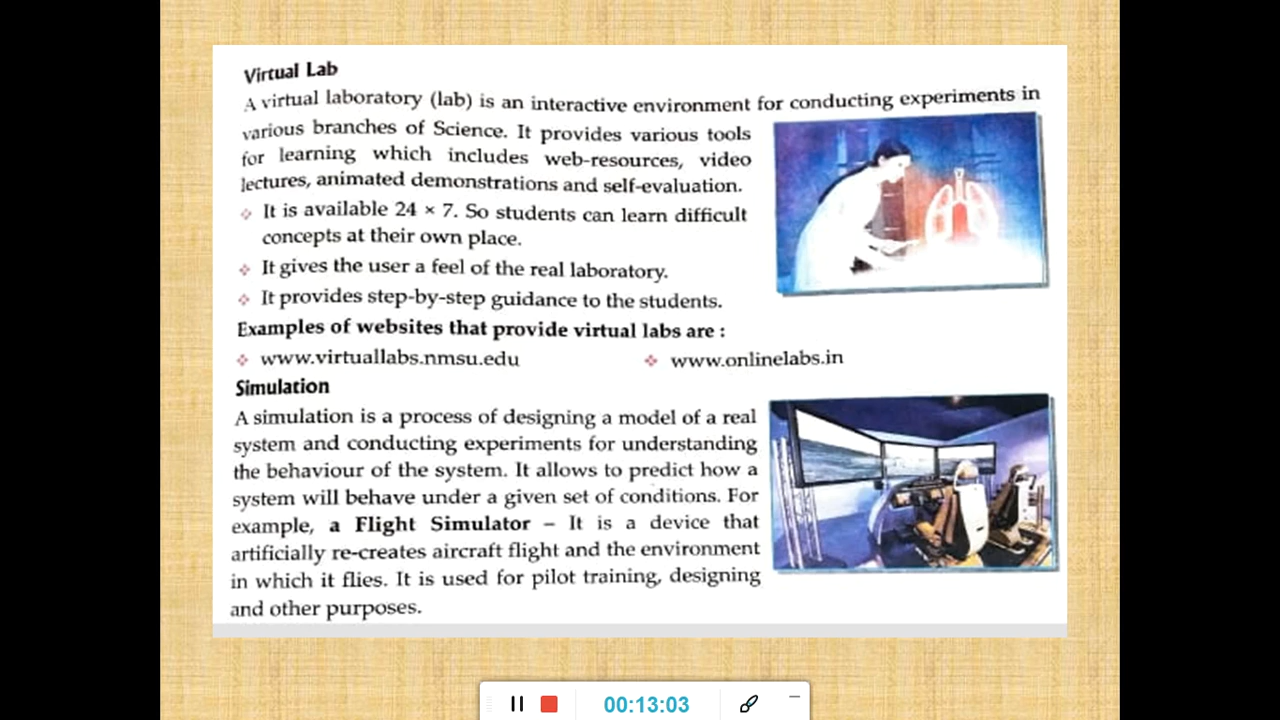 Virtual Lab
A virtual laboratory (lab) is an interactive environment for conducting experiments in
various branches of Science. It provides various tools
for learning which includes web-resources, video
lectures, animated demonstrations and self-evaluation.
❖ It is available 24 × 7. So students can learn difficult
concepts at their own place.
❖ It gives the user a feel of the real laboratory.
❖ It provides step-by-step guidance to the students.
Examples of websites that provide virtual labs are :
❖ www.virtuallabs.nmsu.edu ❖ www.onlinelabs.in
Simulation
A simulation is a process of designing a model of a real
system and conducting experiments for understanding
the behaviour of the system. It allows to predict how a
system will behave under a given set of conditions. For
example, a Flight Simulator – It is a device that
artificially re-creates aircraft flight and the environment
in which it flies. It is used for pilot training, designing
and other purposes.
00:13:03